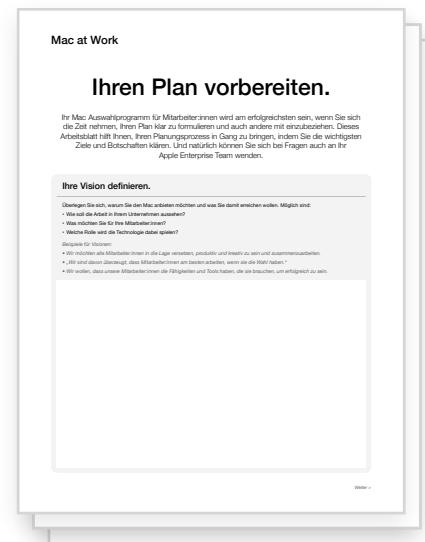 Mac at Work
Ihren Plan vorbereiten.
Ihr Mac Auswahlprogramm für Mitarbeiter:innen wird am erfolgreichsten sein, wenn Sie sich
die Zeit nehmen, Ihren Plan klar zu formulieren und auch andere mit einzubeziehen. Dieses
Arbeitsblatt hilft Ihnen, Ihren Planungsprozess in Gang zu bringen, indem Sie die wichtigsten
Ziele und Botschaften klären. Und natürlich können Sie sich bei Fragen auch an Ihr
Apple Enterprise Team wenden.
Ihre Vision definieren.
Überlegen Sie sich, warum Sie den Mac anbieten möchten und was Sie damit erreichen wollen. Möglich sind:
• Wie soll die Arbeit in Ihrem Unternehmen aussehen?
• Was möchten Sie für Ihre Mitarbeiter:innen?
• Welche Rolle wird die Technologie dabei spielen?
Beispiele für Visionen:
• Wir möchten alle Mitarbeiter:innen in die Lage versetzen, produktiv und kreativ zu sein und zusammenzuarbeiten.
• „Wir sind davon überzeugt, dass Mitarbeiter:innen am besten arbeiten, wenn sie die Wahl haben.“
• Wir wollen, dass unsere Mitarbeiter:innen die Fähigkeiten und Tools haben, die sie brauchen, um erfolgreich zu sein.
Weiter >